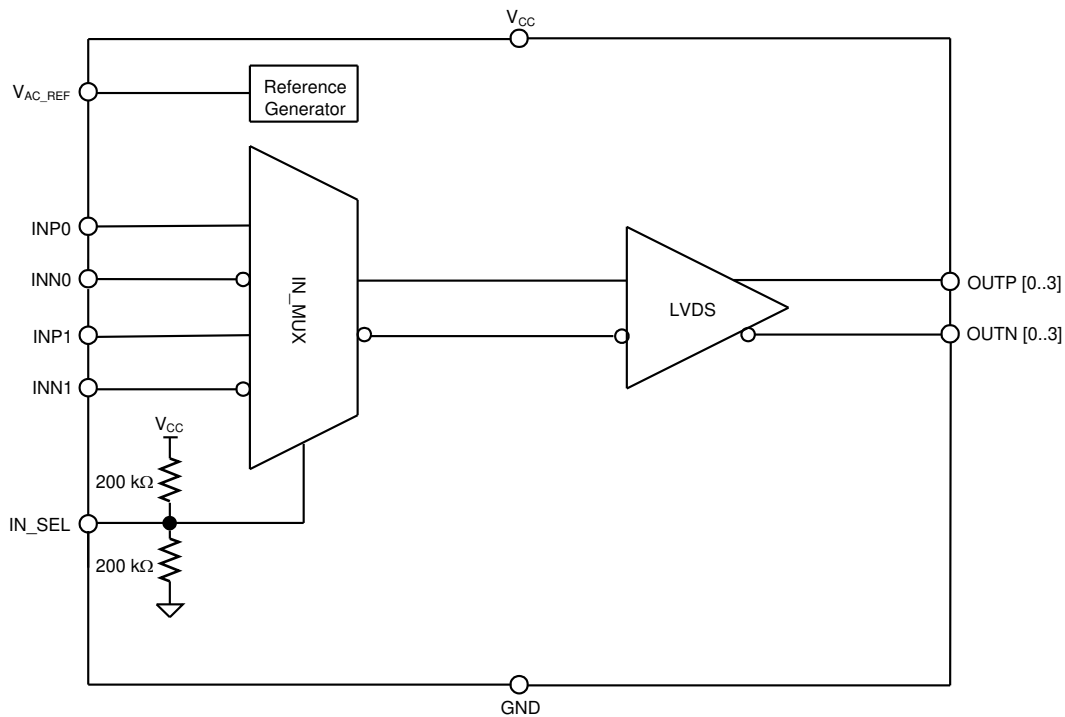 V_CC
V_AC_REF
Reference
Generator
INP0
INN0
INP1
INN1
IN_MUX
LVDS
OUTP [0..3]
OUTN [0..3]
V_CC
200 kΩ
IN_SEL
200 kΩ
GND